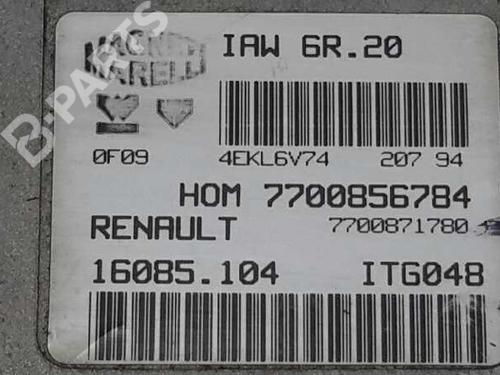 MAGNETI
MARELLI
IAW 6R.20
0F09
4EKL6V74 207 94
HOM 7700856784
RENAULT 7700871780
16085.104 ITG048
B-PARTS